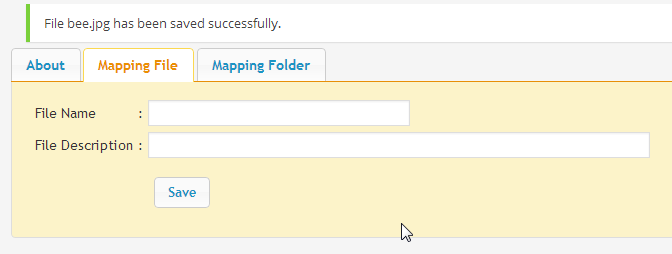 File bee.jpg has been saved successfully.
About Mapping File Mapping Folder
File Name :
File Description :
Save